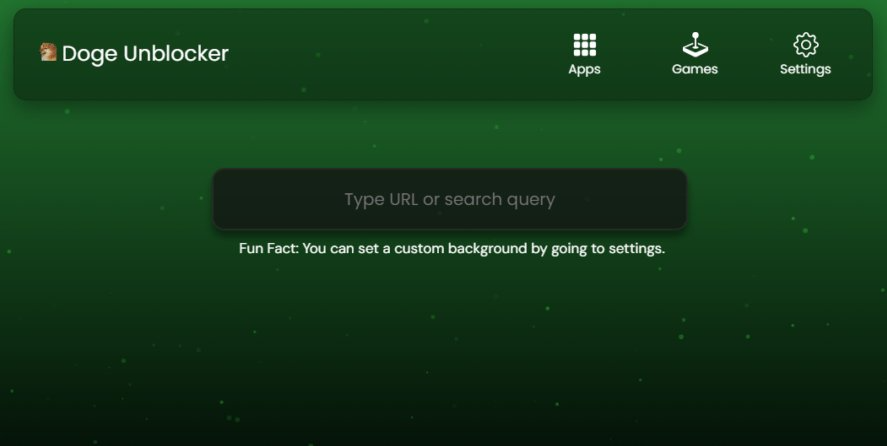 Doge Unblocker
Apps
Games
Settings
Type URL or search query
Fun Fact: You can set a custom background by going to settings.